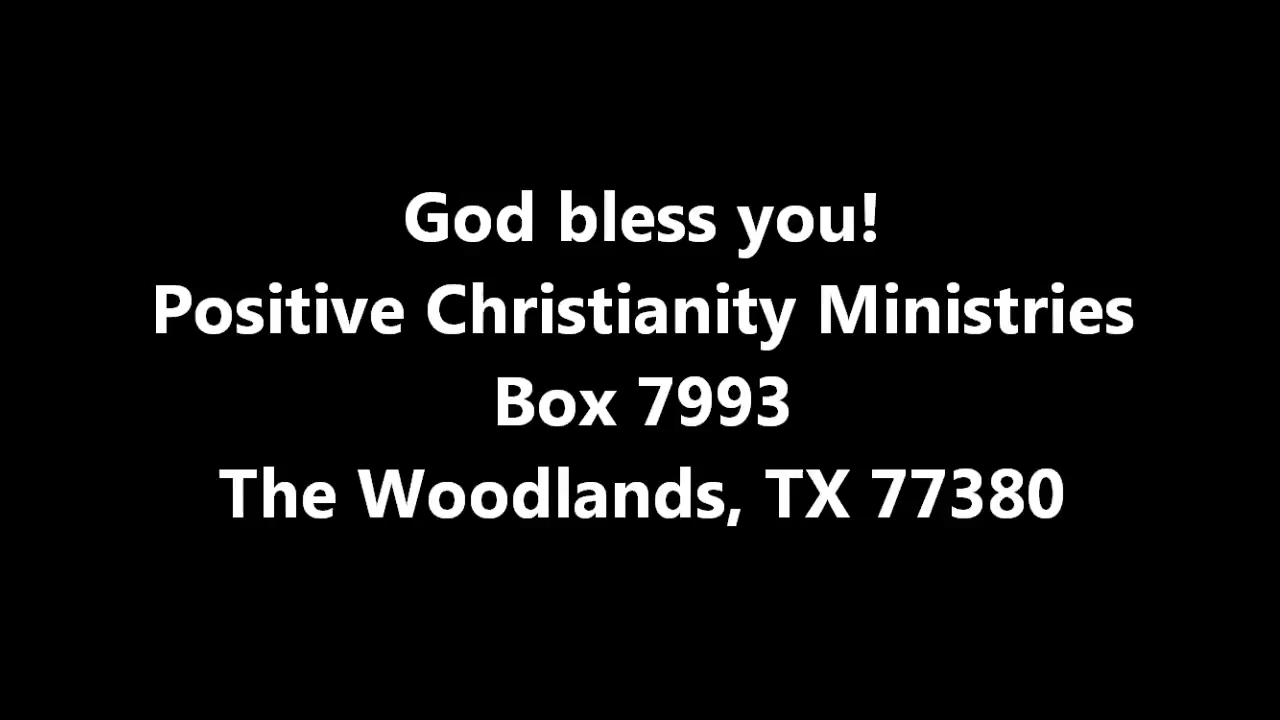 God bless you!
Positive Christianity Ministries
Box 7993
The Woodlands, TX 77380